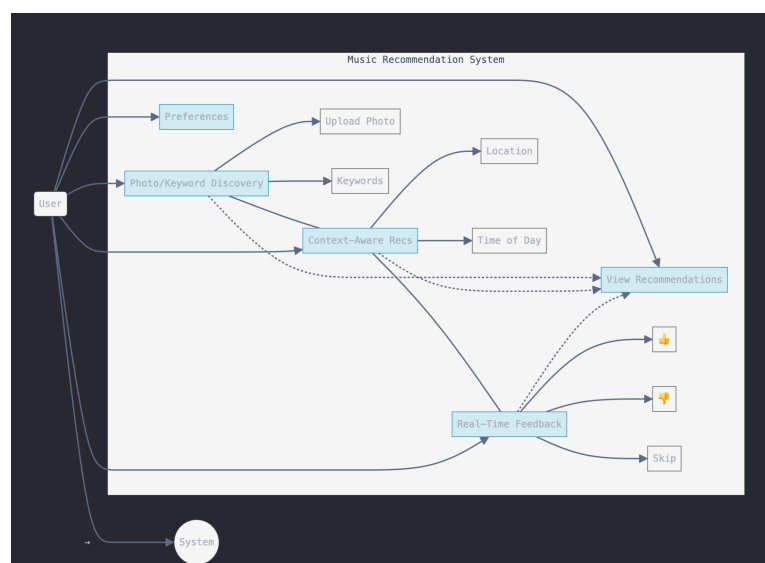 Music Recommendation System
Preferences
Upload Photo
Location
Photo/Keyword Discovery
Keywords
User
Context-Aware Recs
Time of Day
View Recommendations
👍
👎
Real-Time Feedback
Skip
→
System